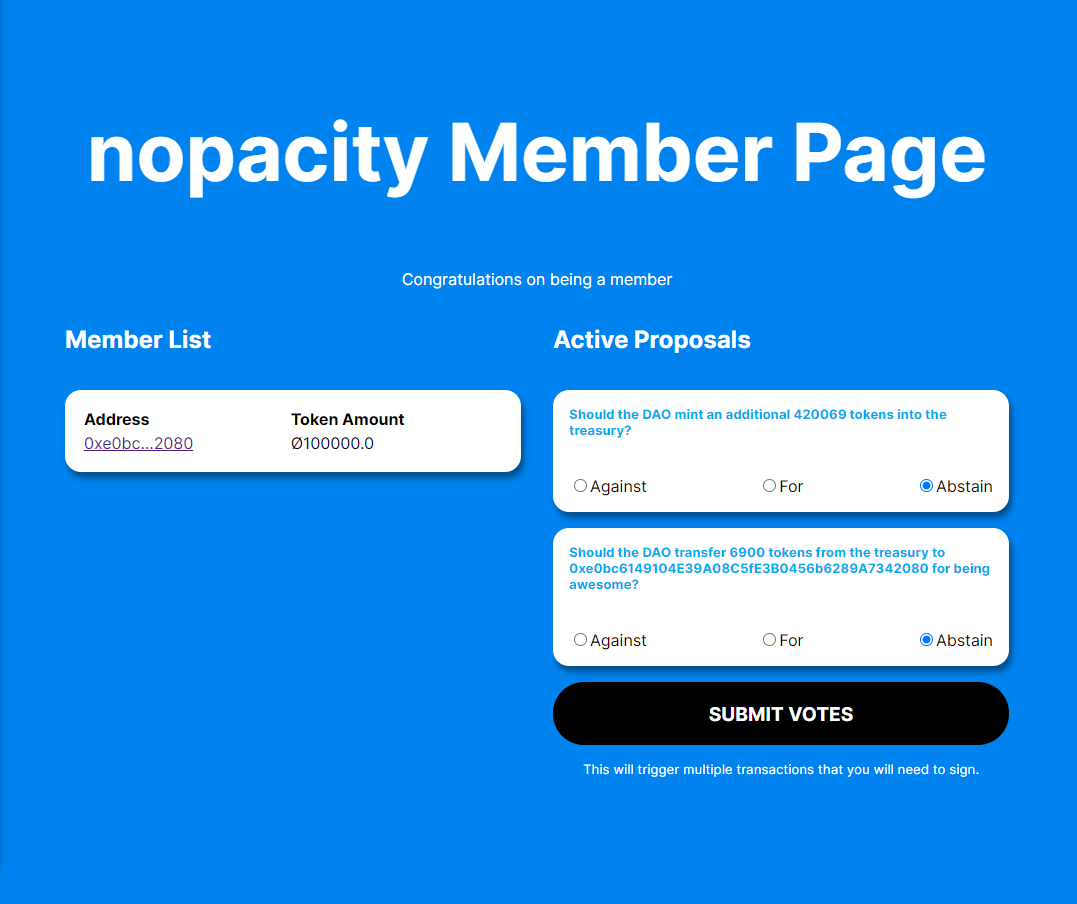 nopacity Member Page
Congratulations on being a member
Member List
Address Token Amount
0xe0bc...2080 Ø100000.0
Active Proposals
Should the DAO mint an additional 420069 tokens into the
treasury?
Against For Abstain
Should the DAO transfer 6900 tokens from the treasury to
0xe0bc6149104E39A08C5fE3B0456b6289A7342080 for being
awesome?
Against For Abstain
SUBMIT VOTES
This will trigger multiple transactions that you will need to sign.